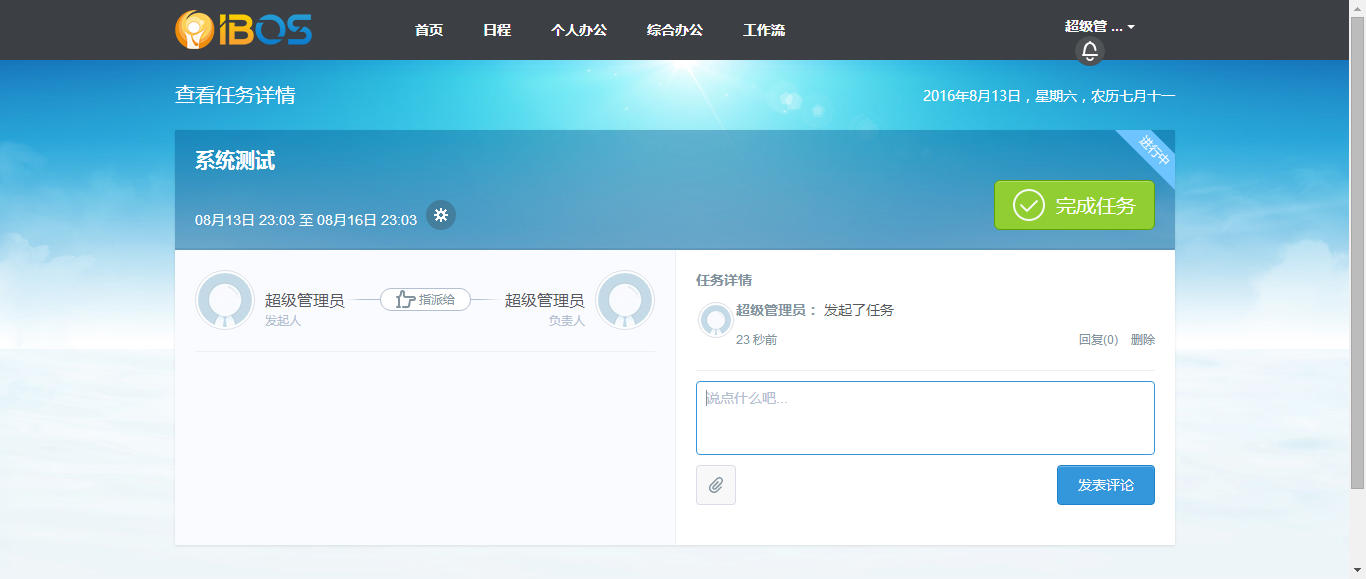 iBOS
首页 日程 个人办公 综合办公 工作流
超级管 ...
查看任务详情
2016年8月13日，星期六，农历七月十一
系统测试
进行中
08月13日 23:03 至 08月16日 23:03
完成任务
超级管理员
发起人
指派给
超级管理员
负责人
任务详情
超级管理员： 发起了任务
23 秒前
回复(0) 删除
说点什么吧...
发表评论